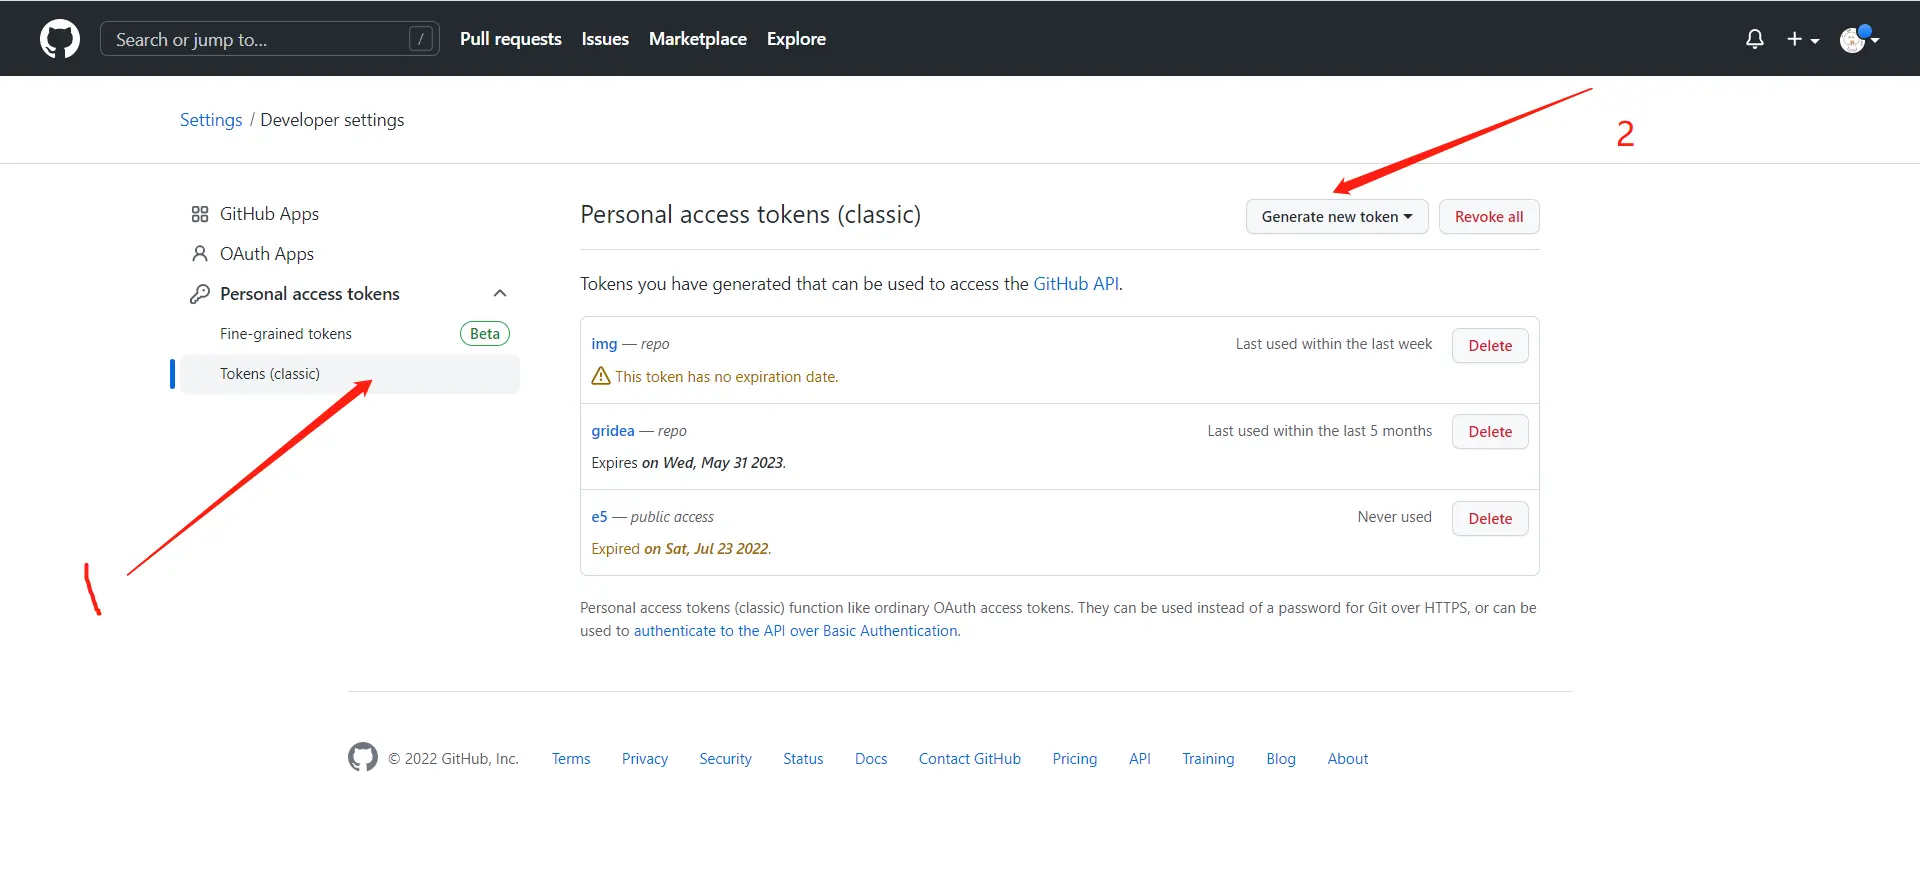 Search or jump to... /
Pull requests Issues Marketplace Explore
2
Settings / Developer settings
GitHub Apps
OAuth Apps
Personal access tokens
Fine-grained tokens Beta
Tokens (classic)
1
Personal access tokens (classic)
Generate new token Revoke all
Tokens you have generated that can be used to access the GitHub API.
img — repo Last used within the last week Delete
This token has no expiration date.
gridea — repo Last used within the last 5 months Delete
Expires on Wed, May 31 2023.
e5 — public access Never used Delete
Expired on Sat, Jul 23 2022.
Personal access tokens (classic) function like ordinary OAuth access tokens. They can be used instead of a password for Git over HTTPS, or can be
used to authenticate to the API over Basic Authentication.
© 2022 GitHub, Inc. Terms Privacy Security Status Docs Contact GitHub Pricing API Training Blog About